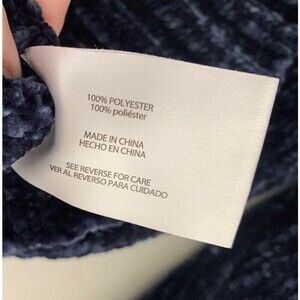 100% POLYESTER
100% poliéster
MADE IN CHINA
HECHO EN CHINA
SEE REVERSE FOR CARE
VER AL REVERSO PARA CUIDADO